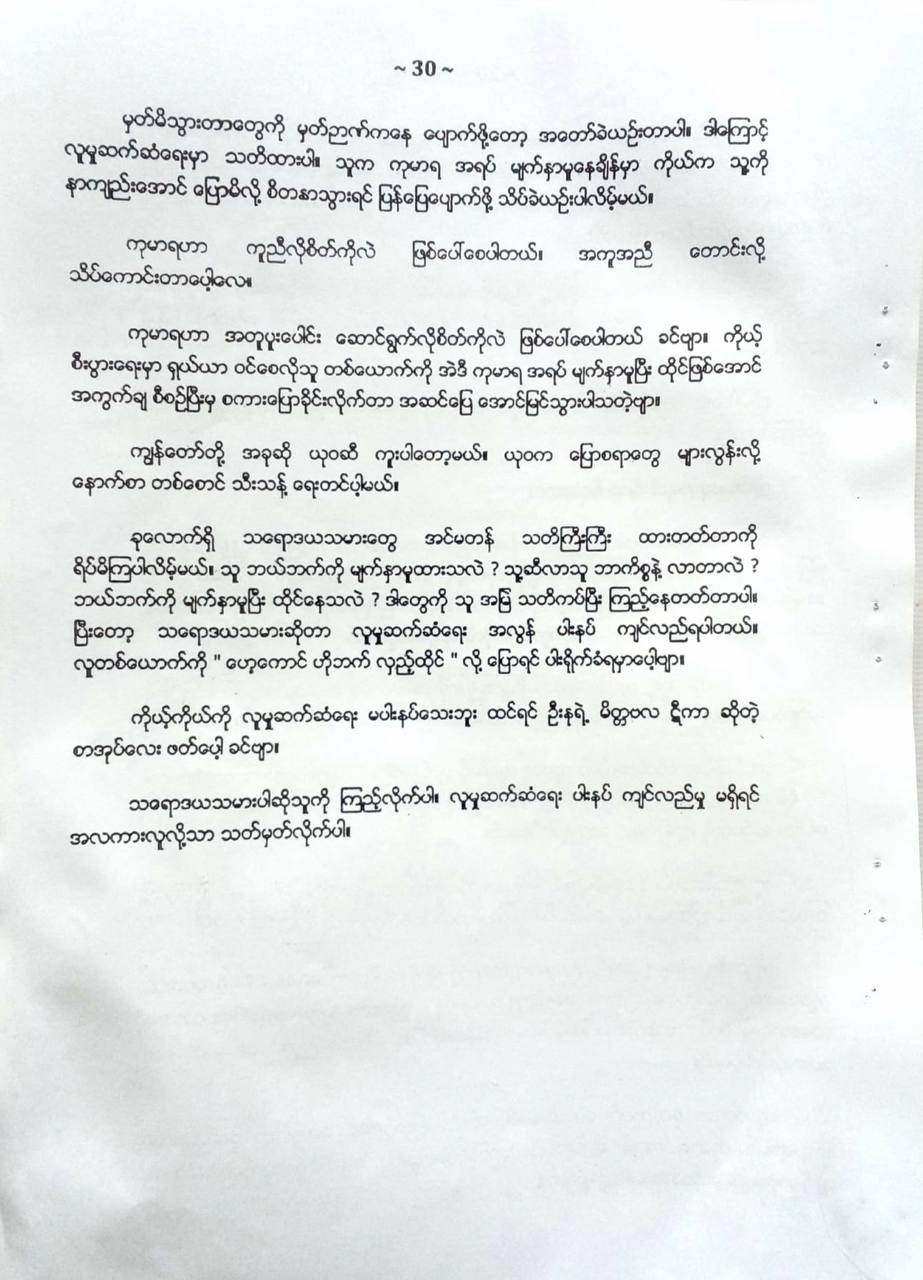 ~ 30 ~
မှတ်မိသွားတာတွေကို မှတ်ဉာဏ်ကနေ ပျောက်ဖို့တော့ အတော်ခဲယဉ်းတာပါ။ ဒါကြောင့်
လူမှုဆက်ဆံရေးမှာ သတိထားပါ။ သူက ကုမာရ အရပ် မျက်နှာမူနေချိန်မှာ ကိုယ်က သူ့ကို
နာကျည်းအောင် ပြောမိလို့ စိတနာသွားရင် ပြန်ပြေပျောက်ဖို့ သိပ်ခဲယဉ်းပါလိမ့်မယ်။
ကုမာရဟာ ကူညီလိုစိတ်ကိုလဲ ဖြစ်ပေါ်စေပါတယ်။ အကူအညီ တောင်းလို့
သိပ်ကောင်းတာပေ့ါလေ။
ကုမာရဟာ အတူပူးပေါင်း ဆောင်ရွက်လိုစိတ်ကိုလဲ ဖြစ်ပေါ်စေပါတယ် ခင်ဗျာ။ ကိုယ့်
စီးပွားရေးမှာ ရှယ်ယာ ဝင်စေလိုသူ တစ်ယောက်ကို အဲဒီ ကုမာရ အရပ် မျက်နှာမူပြီး ထိုင်ဖြစ်အောင်
အကွက်ချ စီစဉ်ပြီးမှ စကားပြောခိုင်းလိုက်တာ အဆင်ပြေ အောင်မြင်သွားပါသတဲ့ဗျာ။
ကျွန်တော်တို့ အခုဆို ယုဝဆီ ကူးပါတော့မယ်။ ယုဝက ပြောစရာတွေ များလွန်းလို့
နောက်စာ တစ်စောင် သီးသန့် ရေးတင်ပါ့မယ်။
ခုလောက်ရှိ သရောဒယသမားတွေ အင်မတန် သတိကြီးကြီး ထားတတ်တာကို
ရိပ်မိကြပါလိမ့်မယ်။ သူ ဘယ်ဘက်ကို မျက်နှာမူထားသလဲ ? သူ့ဆီလာသူ ဘာကိစ္စနဲ့ လာတာလဲ ?
ဘယ်ဘက်ကို မျက်နှာမူပြီး ထိုင်နေသလဲ ? ဒါတွေကို သူ အမြဲ သတိကပ်ပြီး ကြည့်နေတတ်တာပါ။
ပြီးတော့ သရောဒယသမားဆိုတာ လူမှုဆက်ဆံရေး အလွန် ပါးနပ် ကျင်လည်ရပါတယ်။
လူတစ်ယောက်ကို " ဟေ့ကောင် ဟိုဘက် လှည့်ထိုင် " လို့ ပြောရင် ပါးရိုက်ခံရမှာပေ့ါဗျာ။
ကိုယ့်ကိုယ်ကို လူမှုဆက်ဆံရေး မပါးနပ်သေးဘူး ထင်ရင် ဦးနုရဲ့ မိတ္တဗလ ဋီကာ ဆိုတဲ့
စာအုပ်လေး ဖတ်ပေ့ါ ခင်ဗျာ။
သရောဒယသမားပါဆိုသူကို ကြည့်လိုက်ပါ။ လူမှုဆက်ဆံရေး ပါးနပ် ကျင်လည်မှု မရှိရင်
အလကားလူလို့သာ သတ်မှတ်လိုက်ပါ။